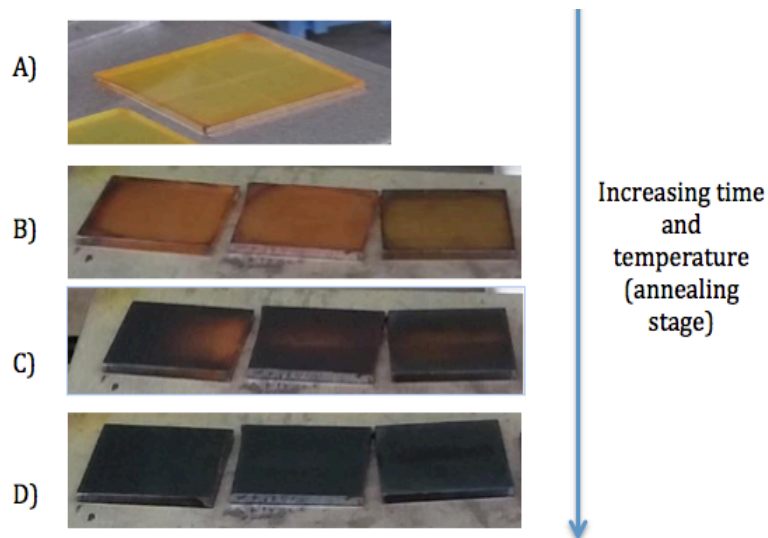 A)
B)
C)
D)
Increasing time
and
temperature
(annealing
stage)